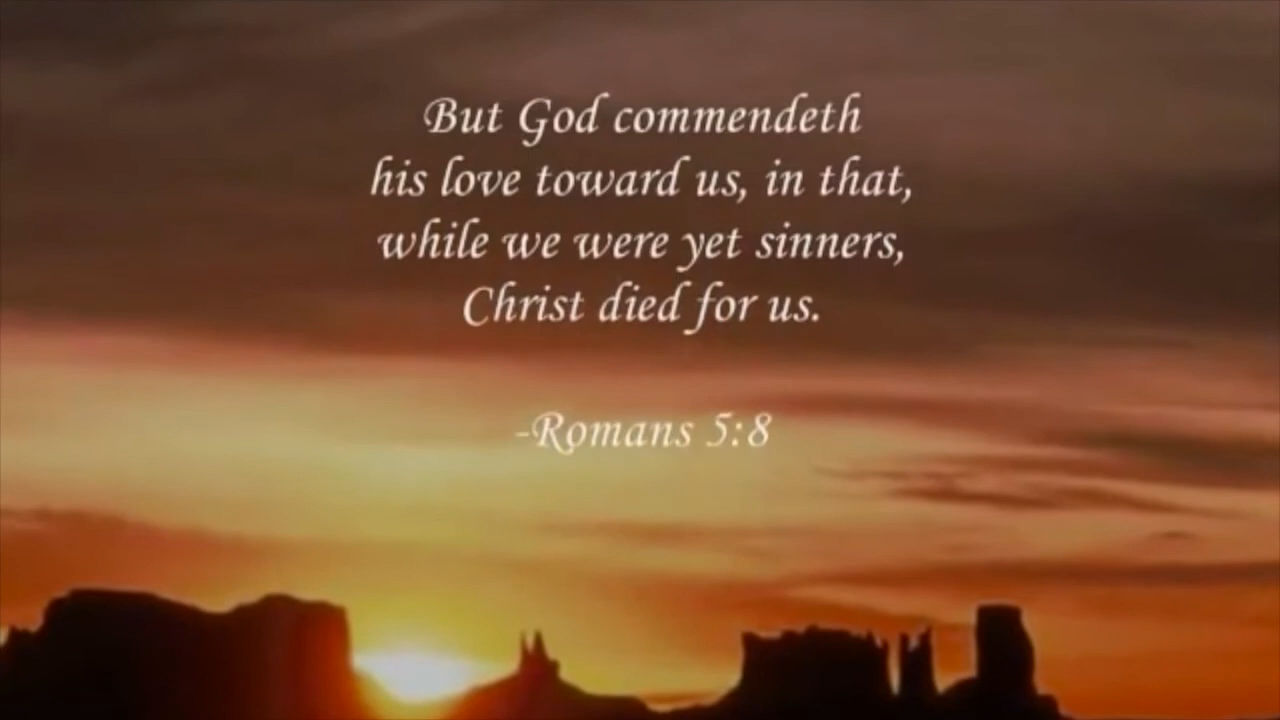 But God commendeth
his love toward us, in that,
while we were yet sinners,
Christ died for us.
-Romans 5:8